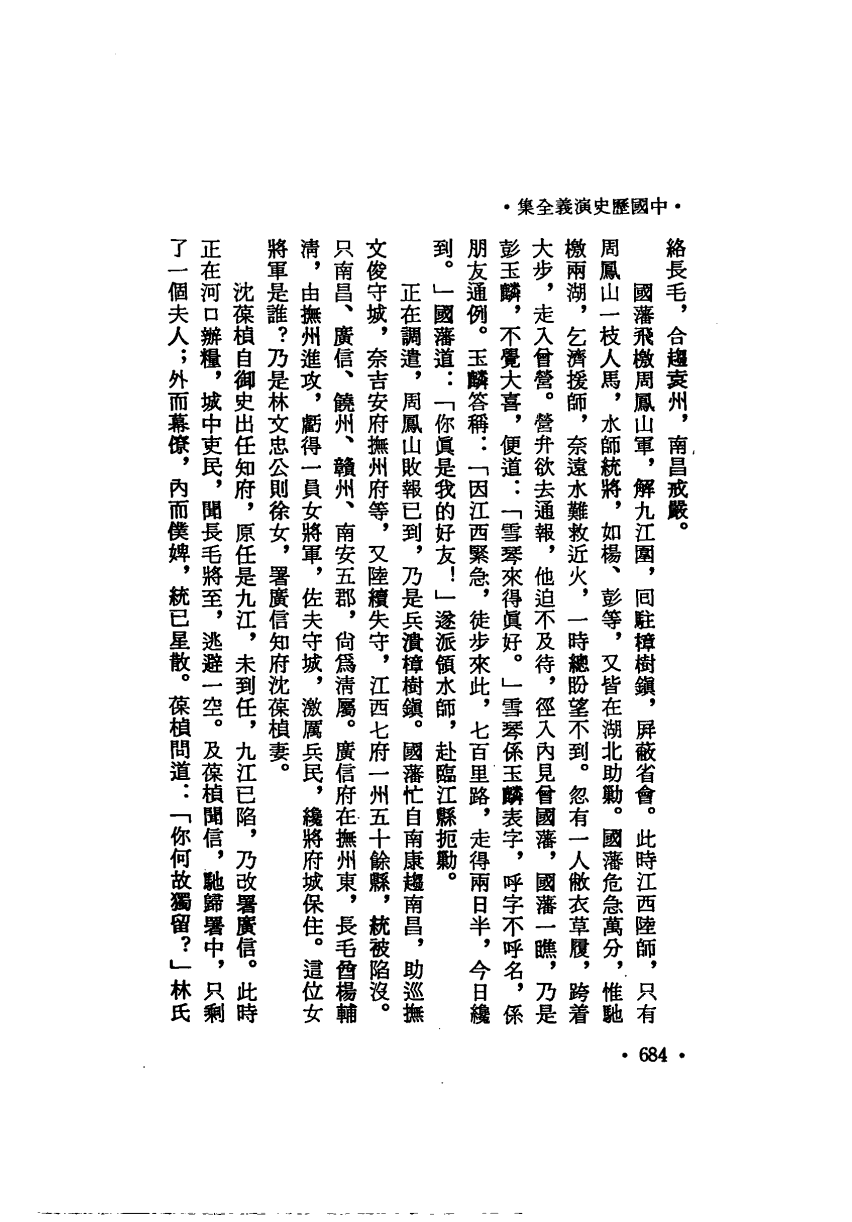 •中國歷史演義全集•
絡長毛，合趨袁州，南昌戒嚴。
國藩飛檄周鳳山軍，解九江圍，回駐樟樹鎮，屏蔽省會。此時江西陸師，只有
周鳳山一枝人馬，水師統將，如楊、彭等，又皆在湖北助勦。國藩危急萬分，惟馳
檄兩湖，乞濟援師，奈遠水難救近火，一時總盼望不到。忽有一人敝衣草履，跨着
大步，走入曾營。營弁欲去通報，他迫不及待，徑入內見曾國藩，國藩一瞧，乃是
彭玉麟，不覺大喜，便道：「雪琴來得眞好。」雪琴係玉麟表字，呼字不呼名，係
朋友通例。玉麟答稱：「因江西緊急，徒步來此，七百里路，走得兩日半，今日纔
到。」國藩道：「你眞是我的好友！」遂派領水師，赴臨江縣扼勦。
正在調遣，周鳳山敗報已到，乃是兵潰樟樹鎮。國藩忙自南康趨南昌，助巡撫
文俊守城，奈吉安府撫州府等，又陸續失守，江西七府一州五十餘縣，統被陷沒。
只南昌、廣信、饒州、贛州、南安五郡，尙爲清屬。廣信府在撫州東，長毛酋楊輔
清，由撫州進攻，虧得一員女將軍，佐夫守城，激厲兵民，纔將府城保住。這位女
將軍是誰？乃是林文忠公則徐女，署廣信知府沈葆楨妻。
沈葆楨自御史出任知府，原任是九江，未到任，九江已陷，乃改署廣信。此時
正在河口辦糧，城中吏民，聞長毛將至，逃避一空。及葆楨聞信，馳歸署中，只剩
了一個夫人；外而幕僚，內而僕婢，統已星散。葆楨問道：「你何故獨留？」林氏
•684•